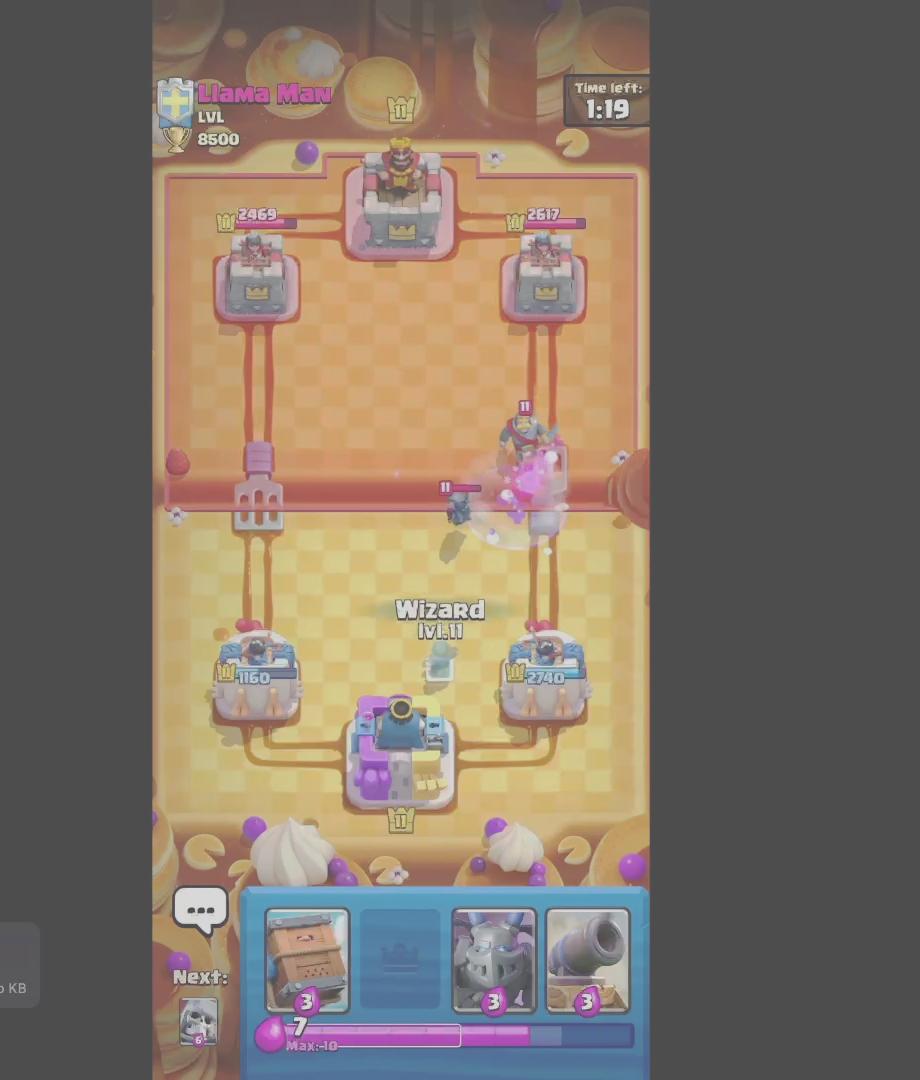 Llama Man
LVL
8500
11
Time left:
1:19
2469
2617
11
11
Wizard
lvl.11
1160
2740
11
...
3
3
3
Next:
6
7
Max: 10
KB